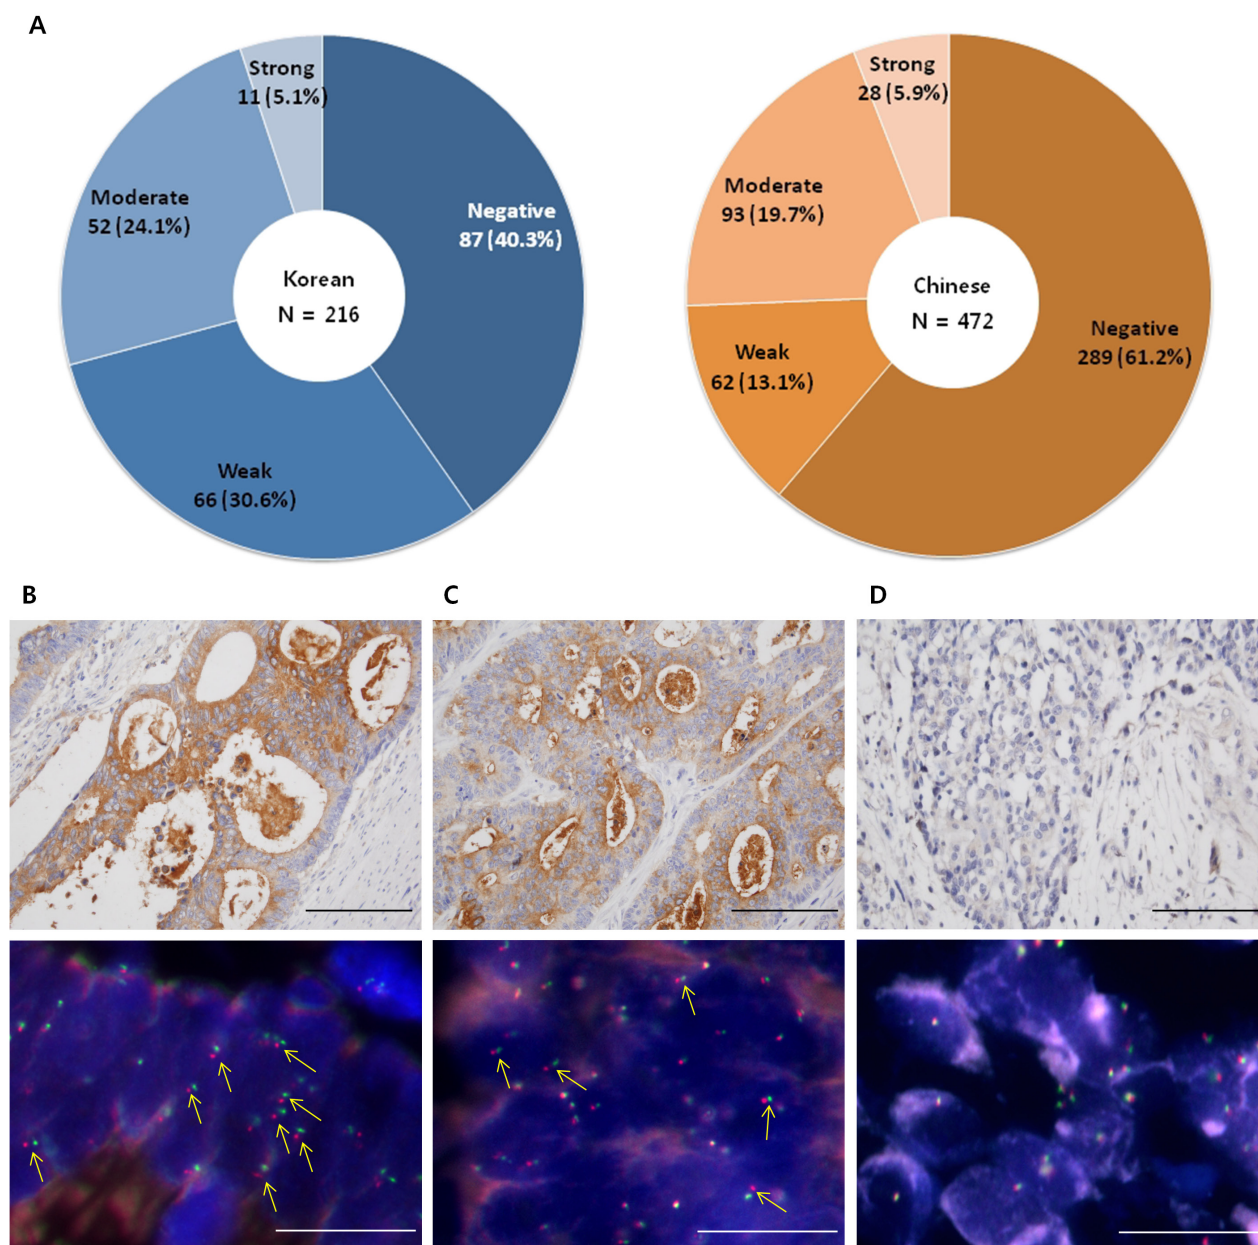 A
Strong
11 (5.1%)
Moderate
52 (24.1%)
Negative
87 (40.3%)
Korean
N = 216
Weak
66 (30.6%)
Strong
28 (5.9%)
Moderate
93 (19.7%)
Chinese
N = 472
Negative
289 (61.2%)
Weak
62 (13.1%)
B
C
D